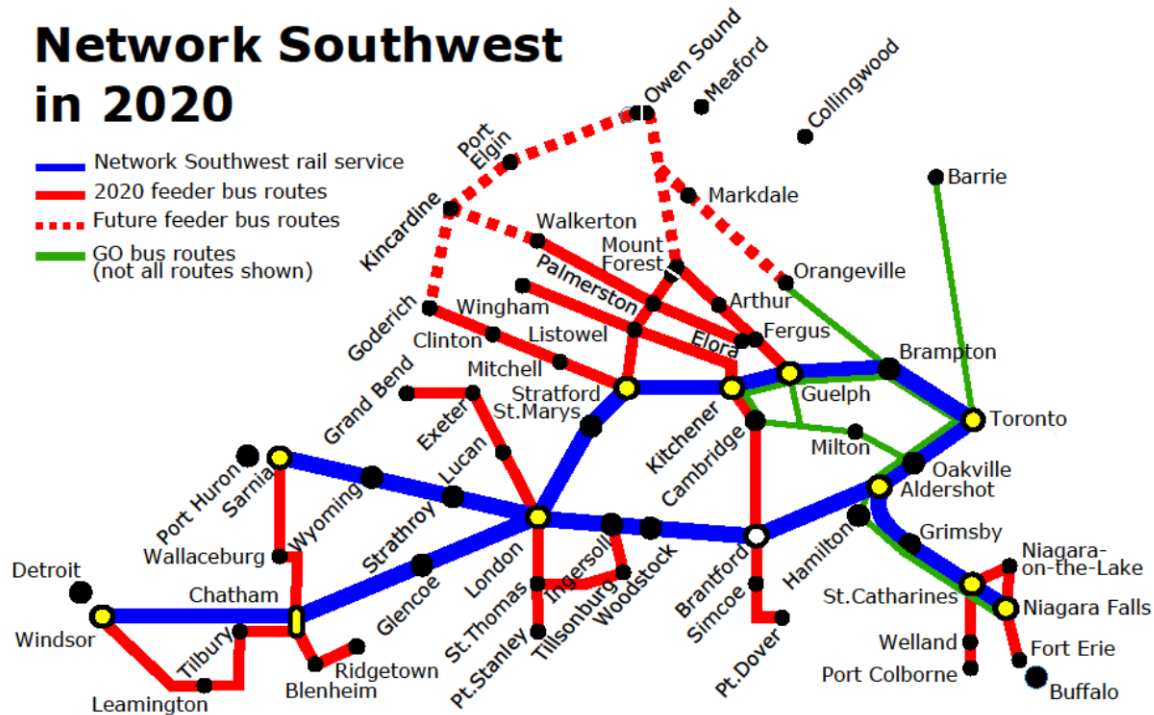 Network Southwest
in 2020
Network Southwest rail service
2020 feeder bus routes
Future feeder bus routes
GO bus routes
(not all routes shown)
Owen Sound
Meaford
Collingwood
Port
Elgin
Barrie
Kincardine
Markdale
Walkerton
Mount
Forest
Orangeville
Palmerston
Goderich
Wingham
Arthur
Clinton
Listowel
Elora
Fergus
Brampton
Mitchell
Grand Bend
Stratford
Guelph
St.Marys
Exeter
Kitchener
Toronto
Lucan
Cambridge
Milton
Port Huron
Sarnia
Oakville
Aldershot
Wyoming
Strathroy
Wallaceburg
London
Ingersoll
Woodstock
Brantford
Hamilton
Grimsby
Niagara-
on-the-Lake
Detroit
Chatham
Glencoe
St.Thomas
Tillsonburg
Simcoe
St.Catharines
Niagara Falls
Windsor
Tilbury
Pt.Stanley
Pt.Dover
Welland
Fort Erie
Ridgetown
Blenheim
Port Colborne
Leamington
Buffalo